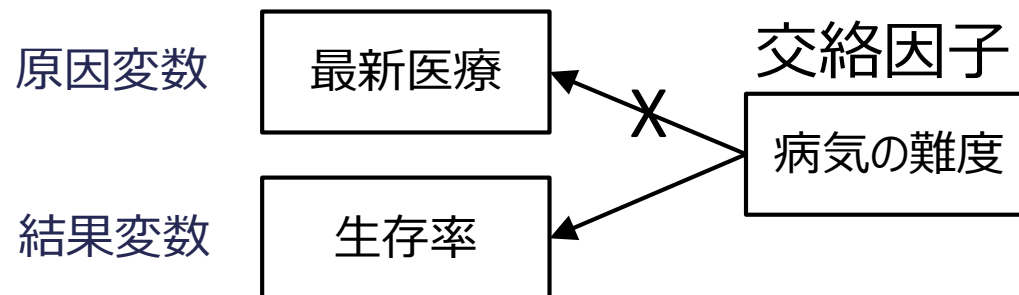 交絡因子
原因変数
最新医療
X
病気の難度
結果変数
生存率